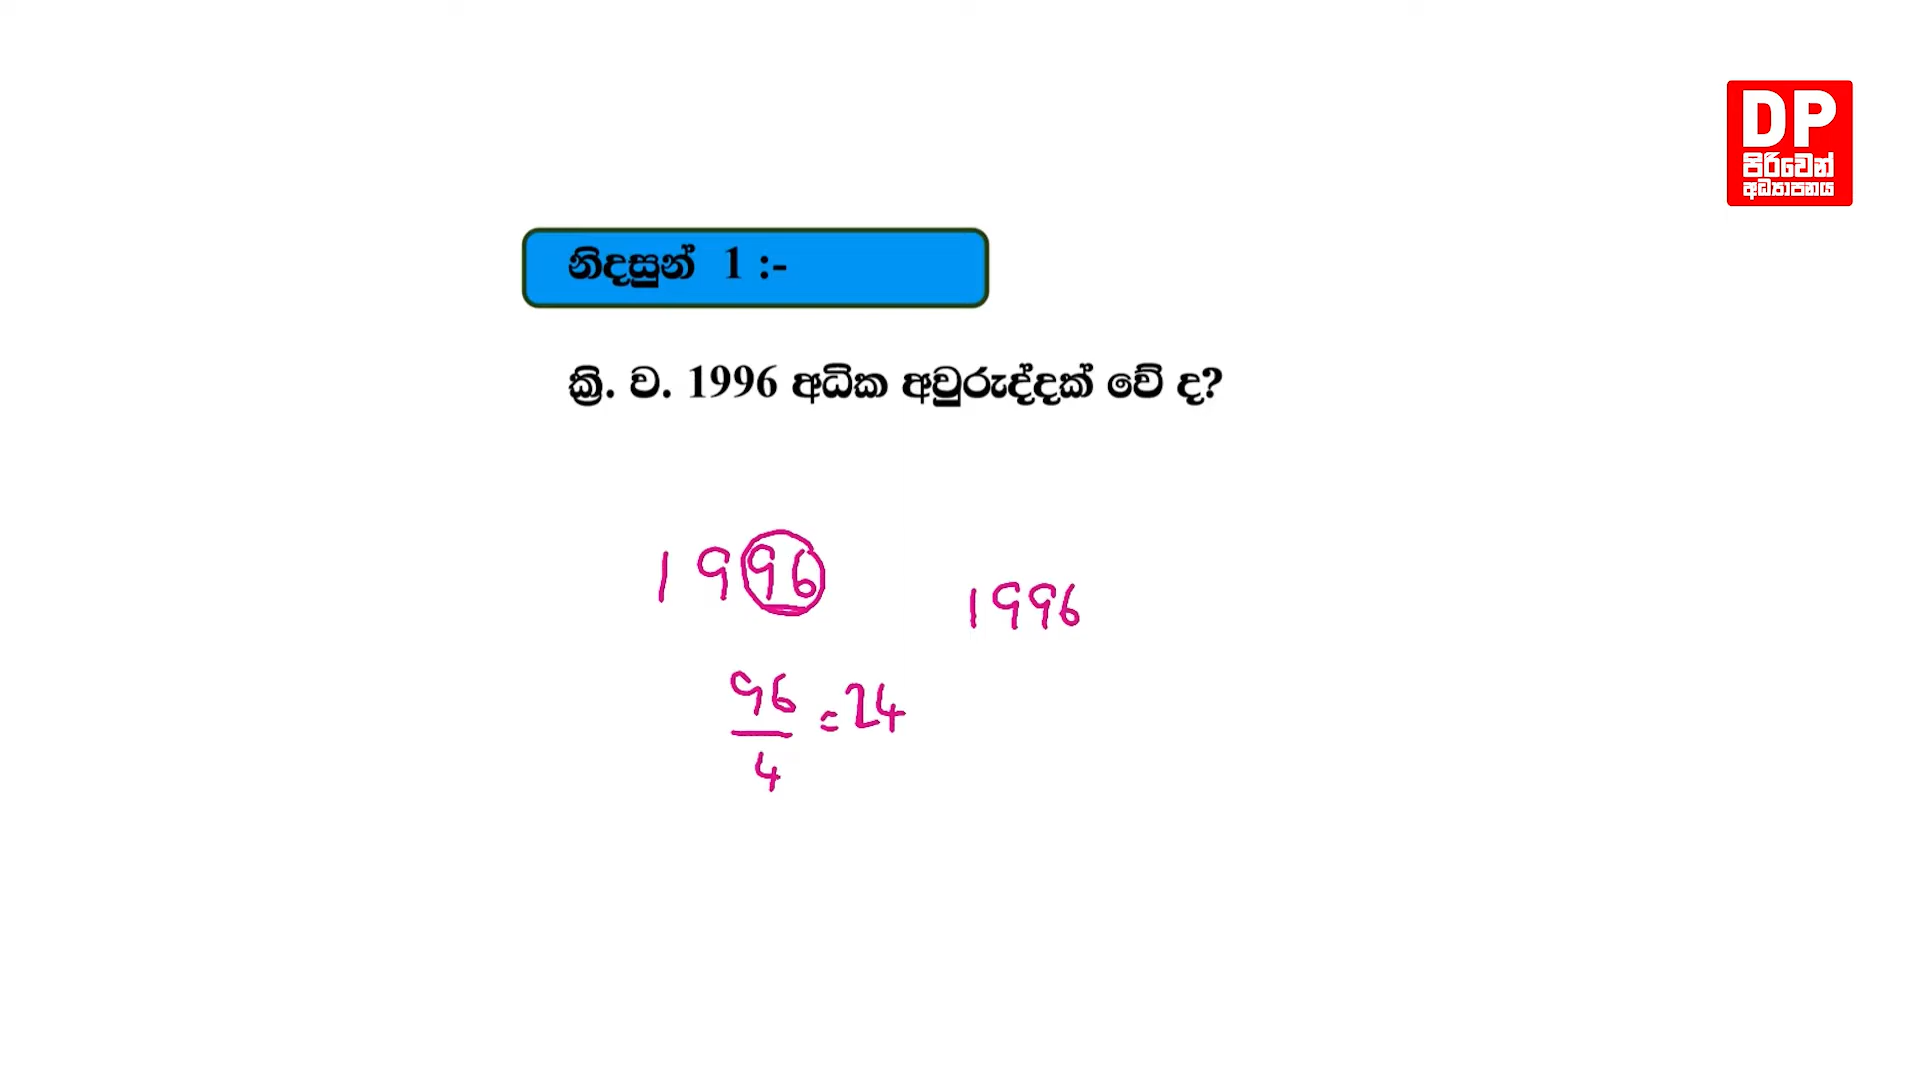 DP
පිරිවෙන්
අධ්‍යාපනය
නිදසුන් 1 :-
ක්‍රි. ව. 1996 අධික අවුරුද්දක් වේ ද?
1996
1996
96
4
= 24